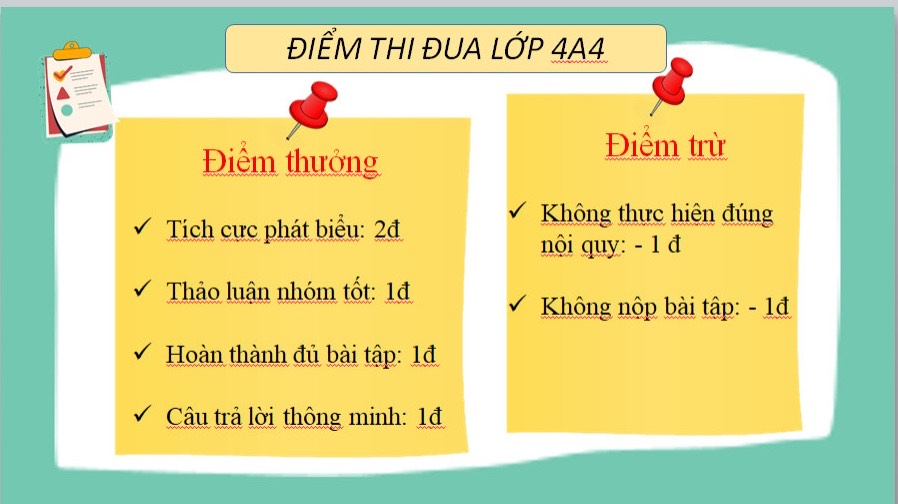 ĐIỂM THI ĐUA LỚP 4A4
Điểm thưởng
✓ Tích cực phát biểu: 2đ
✓ Thảo luận nhóm tốt: 1đ
✓ Hoàn thành đủ bài tập: 1đ
✓ Câu trả lời thông minh: 1đ
Điểm trừ
✓ Không thực hiện đúng
nội quy: - 1 đ
✓ Không nộp bài tập: - 1đ